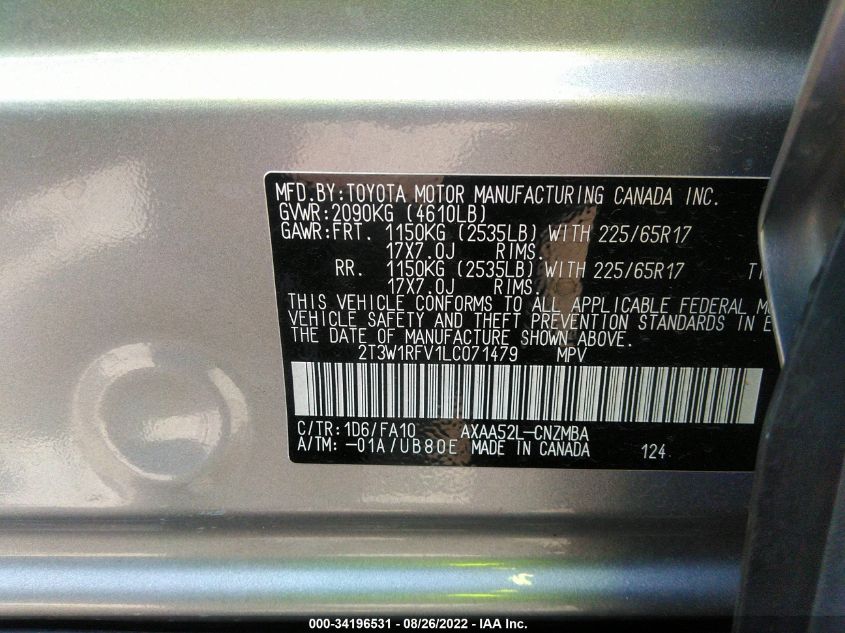 MFD.BY:TOYOTA MOTOR MANUFACTURING CANADA INC.
GVWR:2090KG (4610LB)
GAWR:FRT. 1150KG (2535LB) WITH 225/65R17
17X7.0J RIMS.
RR. 1150KG (2535LB) WITH 225/65R17
17X7.0J RIMS.
THIS VEHICLE CONFORMS TO ALL APPLICABLE FEDERAL
VEHICLE SAFETY AND THEFT PREVENTION STANDARDS IN
THE DATE OF MANUFACTURE SHOWN ABOVE.
2T3W1RFV1LC071479 MPV
C/TR:1D6/FA10 AXAA52L-CNZMBA
A/TM: -01A/UB80E MADE IN CANADA 124
000-34196531 - 08/26/2022 - IAA Inc.